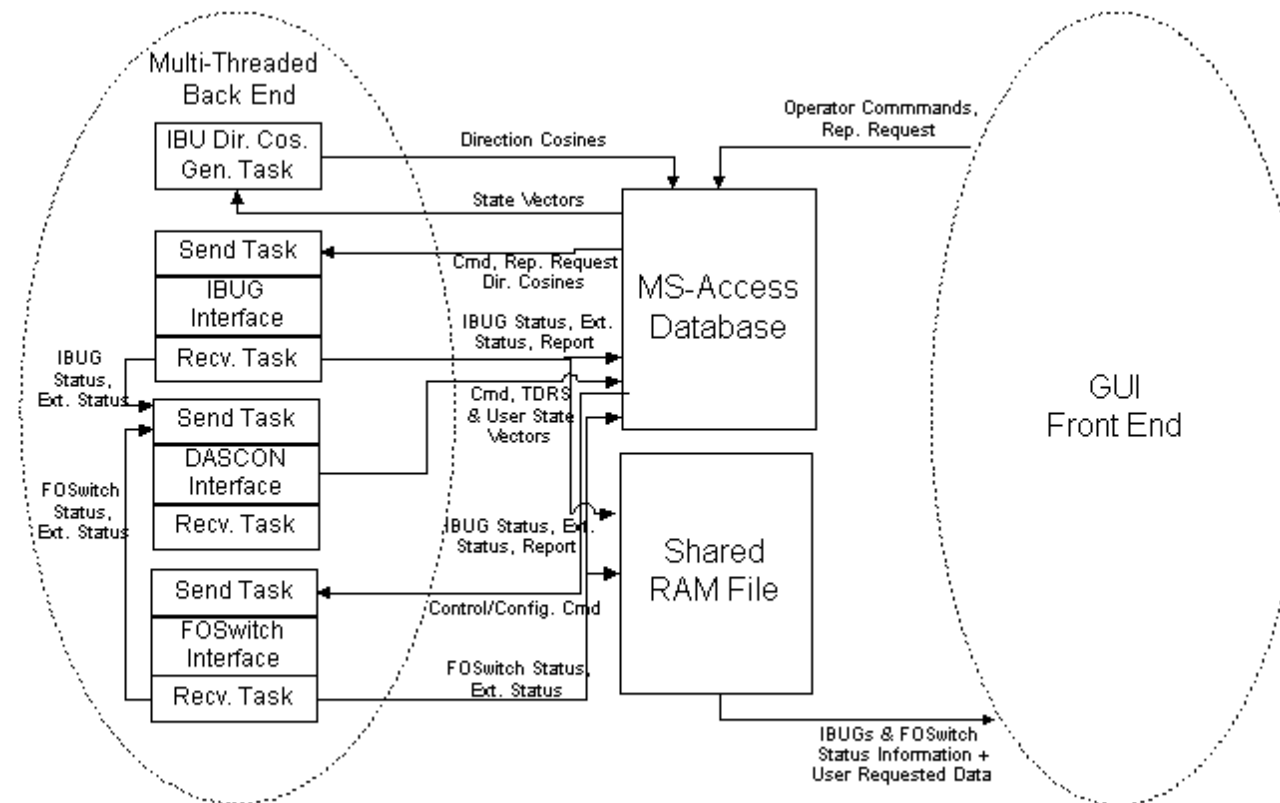 Multi-Threaded
Back End
IBU Dir. Cos.
Gen. Task
Send Task
IBUG
Interface
Recv. Task
IBUG
Status,
Ext. Status
Send Task
DASCON
Interface
Recv. Task
FOSwitch
Status,
Ext. Status
Send Task
FOSwitch
Interface
Recv. Task
Direction Cosines
State Vectors
Cmd, Rep. Request
Dir. Cosines
IBUG Status, Ext.
Status, Report
Cmd, TDRS
& User State
Vectors
IBUG Status, Ext.
Status, Report
Control/Config. Cmd
FOSwitch Status,
Ext. Status
Operator Commmands,
Rep. Request
MS-Access
Database
Shared
RAM File
IBUGs & FOSwitch
Status Information +
User Requested Data
GUI
Front End